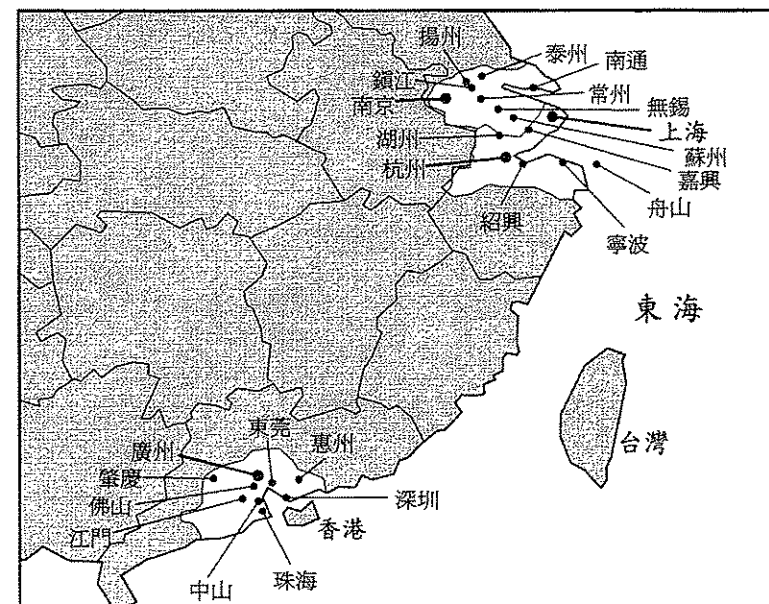 揚州
泰州
南通
鎮江
常州
南京
無錫
上海
湖州
蘇州
杭州
嘉興
舟山
紹興
寧波
東海
台灣
東莞
廣州
惠州
肇慶
佛山
深圳
江門
香港
中山
珠海